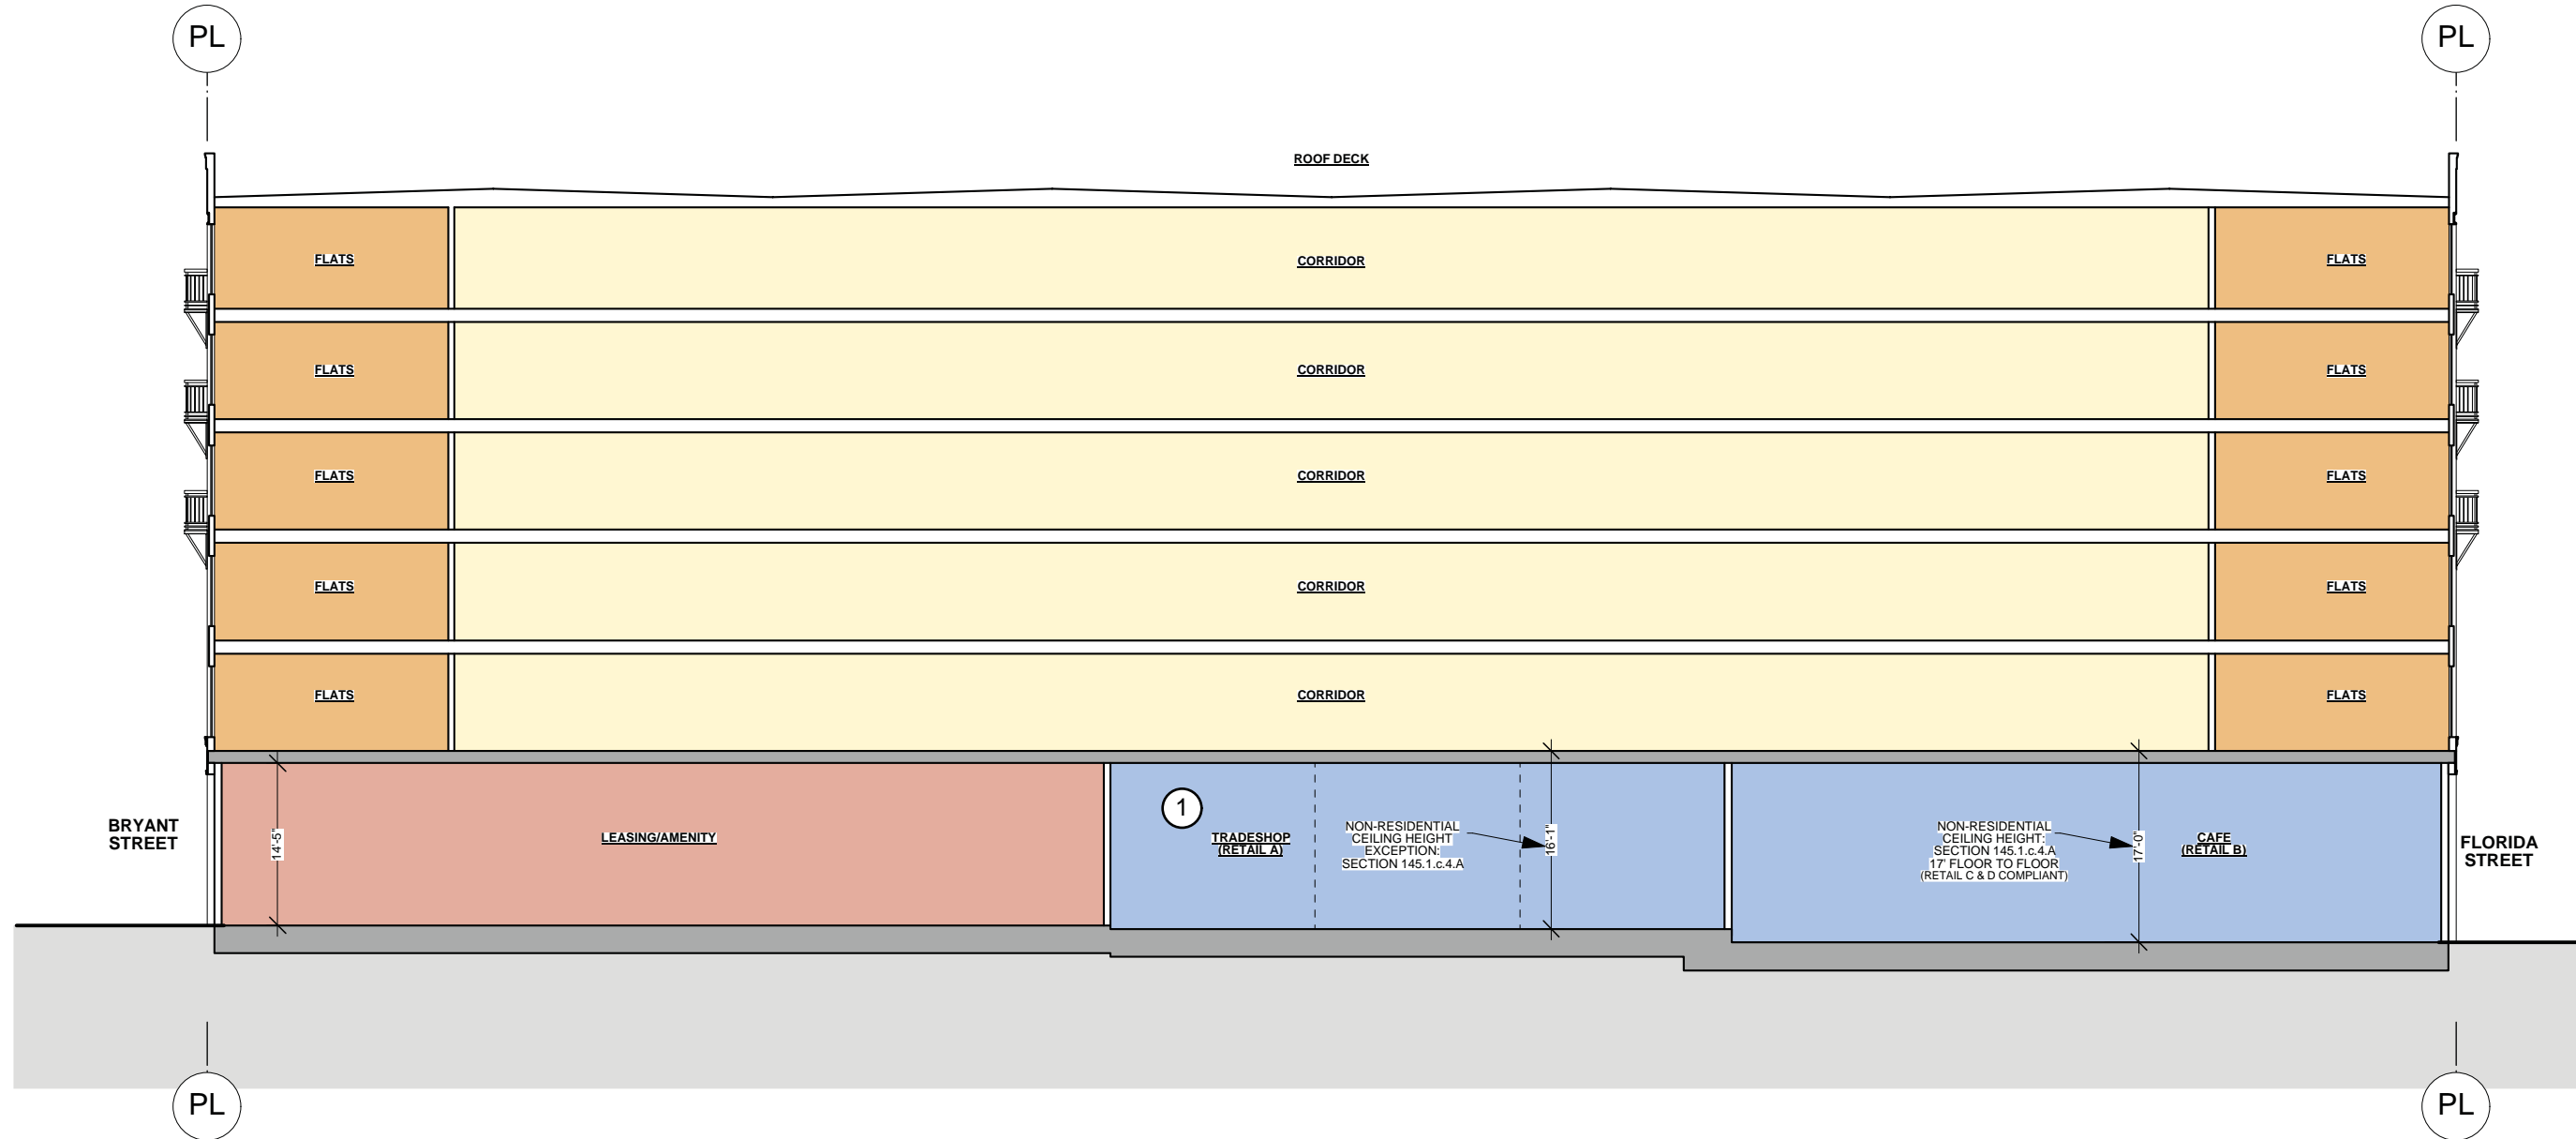 PL
PL
ROOF DECK
FLATS
CORRIDOR
FLATS
FLATS
CORRIDOR
FLATS
FLATS
CORRIDOR
FLATS
FLATS
CORRIDOR
FLATS
FLATS
CORRIDOR
FLATS
BRYANT
STREET
14'-5"
LEASING/AMENITY
1
TRADESHOP
(RETAIL A)
NON-RESIDENTIAL
CEILING HEIGHT
EXCEPTION:
SECTION 145.1.c.4.A
16'-1"
NON-RESIDENTIAL
CEILING HEIGHT:
SECTION 145.1.c.4.A
17' FLOOR TO FLOOR
(RETAIL C & D COMPLIANT)
17'-0"
CAFE
(RETAIL B)
FLORIDA
STREET
PL
PL